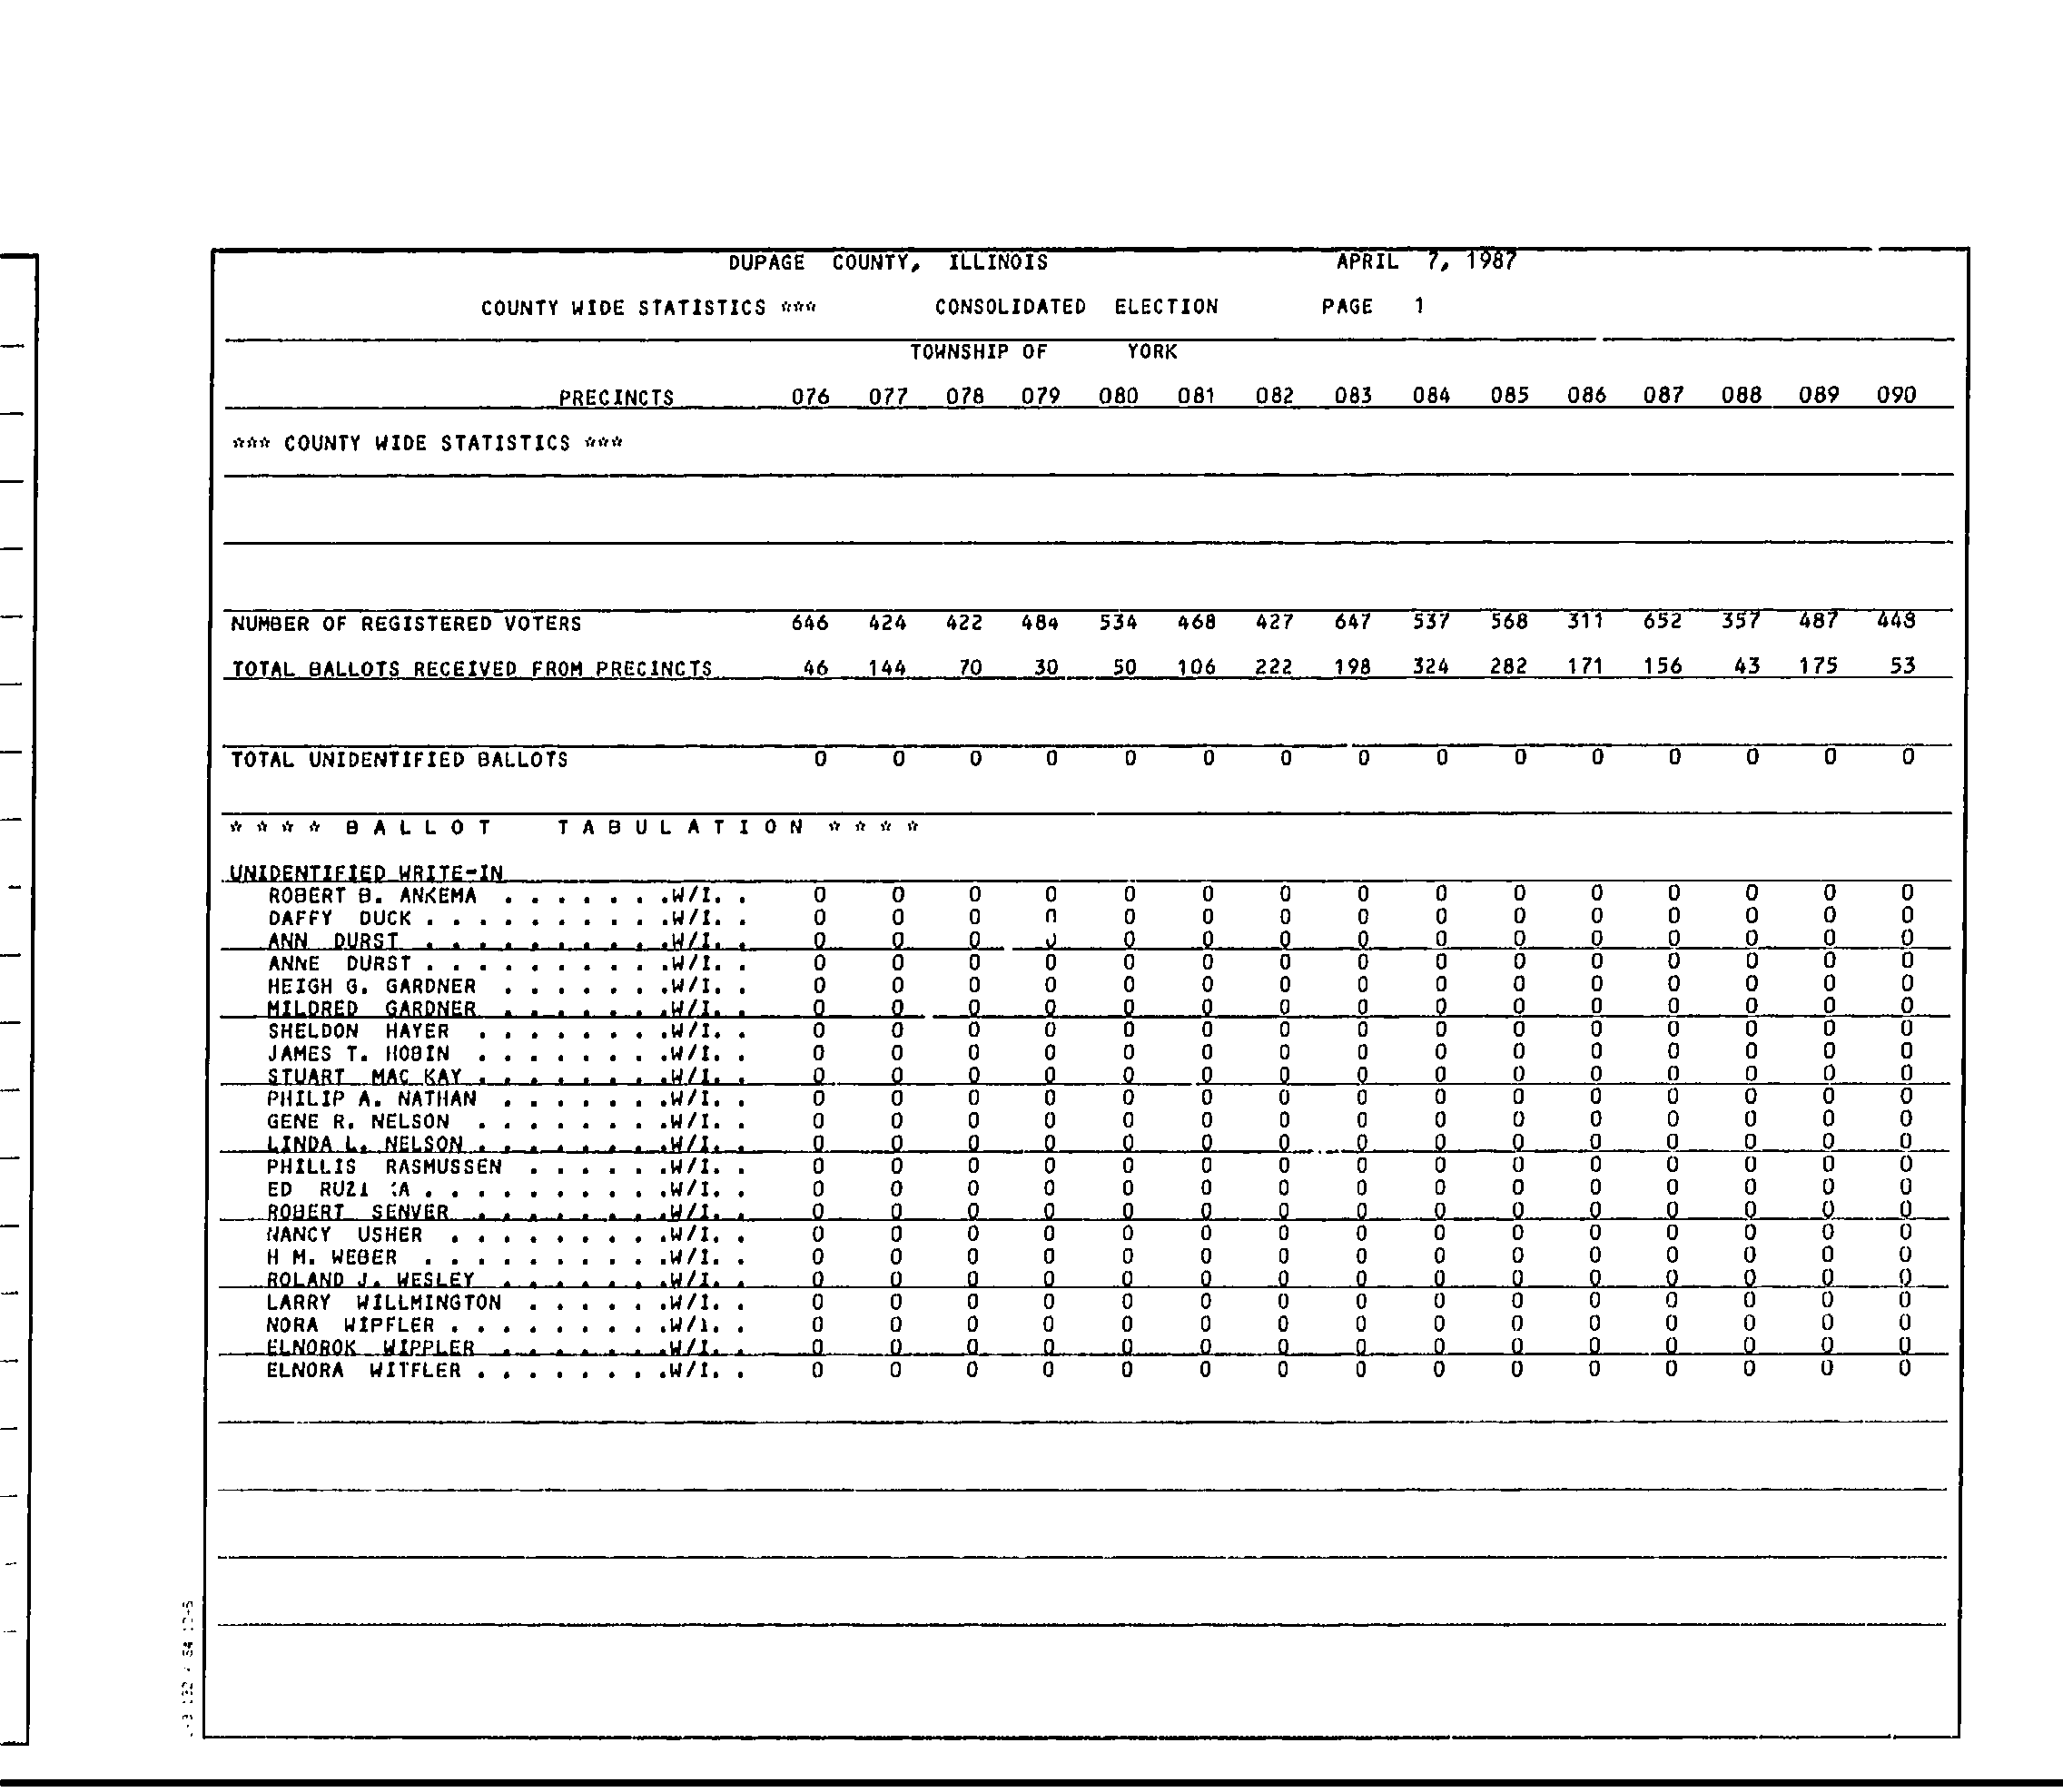 DUPAGE COUNTY, ILLINOIS APRIL 7, 1987
COUNTY WIDE STATISTICS *** CONSOLIDATED ELECTION PAGE 1
TOWNSHIP OF YORK
PRECINCTS 076 077 078 079 080 081 082 083 084 085 086 087 088 089 090
*** COUNTY WIDE STATISTICS ***
NUMBER OF REGISTERED VOTERS 646 424 422 484 534 468 427 647 537 568 311 652 357 487 448
TOTAL BALLOTS RECEIVED FROM PRECINCTS 46 144 70 30 50 106 222 198 324 282 171 156 43 175 53
TOTAL UNIDENTIFIED BALLOTS 0 0 0 0 0 0 0 0 0 0 0 0 0 0 0
* * * * B A L L O T T A B U L A T I O N * * * *
UNIDENTIFIED WRITE-IN
ROBERT B. ANKEMA . . . . . . .W/I. . 0 0 0 0 0 0 0 0 0 0 0 0 0 0 0
DAFFY DUCK . . . . . . . . . .W/I. . 0 0 0 0 0 0 0 0 0 0 0 0 0 0 0
ANN DURST . . . . . . . . . .W/I. . 0 0 0 0 0 0 0 0 0 0 0 0 0 0 0
ANNE DURST . . . . . . . . . .W/I. . 0 0 0 0 0 0 0 0 0 0 0 0 0 0 0
HEIGH G. GARDNER . . . . . . .W/I. . 0 0 0 0 0 0 0 0 0 0 0 0 0 0 0
MILDRED GARDNER . . . . . . .W/I. . 0 0 0 0 0 0 0 0 0 0 0 0 0 0 0
SHELDON HAYER . . . . . . . .W/I. . 0 0 0 0 0 0 0 0 0 0 0 0 0 0 0
JAMES T. HOBIN . . . . . . . .W/I. . 0 0 0 0 0 0 0 0 0 0 0 0 0 0 0
STUART MAC KAY . . . . . . . .W/I. . 0 0 0 0 0 0 0 0 0 0 0 0 0 0 0
PHILIP A. NATHAN . . . . . . .W/I. . 0 0 0 0 0 0 0 0 0 0 0 0 0 0 0
GENE R. NELSON . . . . . . . .W/I. . 0 0 0 0 0 0 0 0 0 0 0 0 0 0 0
LINDA L. NELSON . . . . . . . .W/I. . 0 0 0 0 0 0 0 0 0 0 0 0 0 0 0
PHILLIS RASMUSSEN . . . . . .W/I. . 0 0 0 0 0 0 0 0 0 0 0 0 0 0 0
ED . . . . . . . . . .W/I. . 0 0 0 0 0 0 0 0 0 0 0 0 0 0 0
ROBERT SENVER . . . . . . . .W/I. . 0 0 0 0 0 0 0 0 0 0 0 0 0 0 0
NANCY USHER . . . . . . . . .W/I. . 0 0 0 0 0 0 0 0 0 0 0 0 0 0 0
H M. WEBER . . . . . . . . . .W/I. . 0 0 0 0 0 0 0 0 0 0 0 0 0 0 0
ROLAND J. WESLEY . . . . . . .W/I. . 0 0 0 0 0 0 0 0 0 0 0 0 0 0 0
LARRY WILLMINGTON . . . . . .W/I. . 0 0 0 0 0 0 0 0 0 0 0 0 0 0 0
NORA WIPFLER . . . . . . . . .W/I. . 0 0 0 0 0 0 0 0 0 0 0 0 0 0 0
ELNOROK WIPPLER . . . . . . .W/I. . 0 0 0 0 0 0 0 0 0 0 0 0 0 0 0
ELNORA WITFLER . . . . . . . .W/I. . 0 0 0 0 0 0 0 0 0 0 0 0 0 0 0